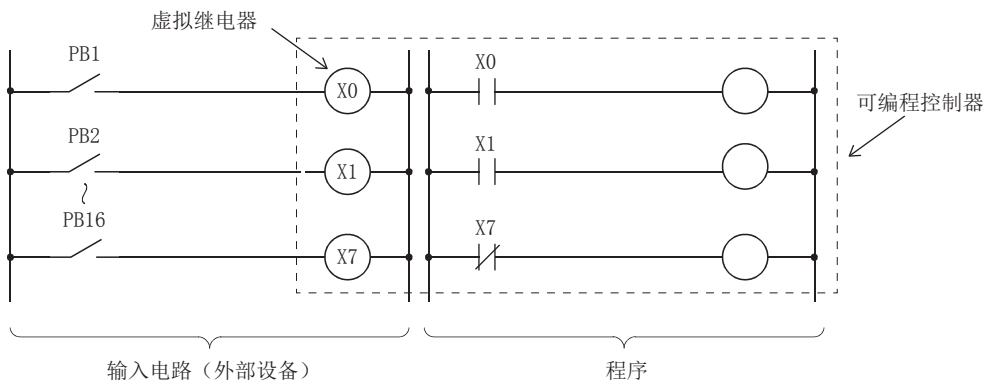 虚拟继电器
PB1
X0
X0
可编程控制器
PB2
X1
X1
PB16
X7
X7
输入电路（外部设备）
程序